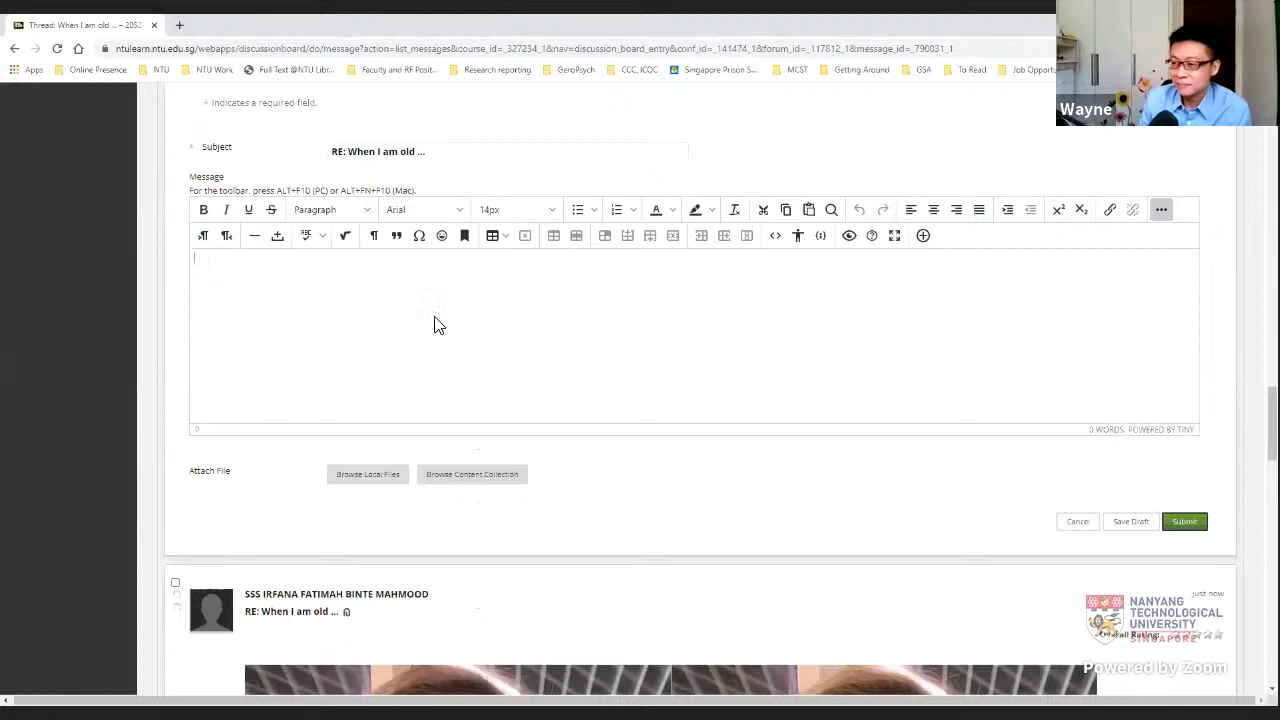 Thread: When I am old ... – 20S2
ntulearn.ntu.edu.sg/webapps/discussionboard/do/message?action=list_messages&course_id=_327234_1&nav=discussion_board_entry&conf_id=_141474_1&forum_id=_117812_1&message_id=_790031_1
Apps Online Presence NTU NTU Work Full Text @NTU Libr... Faculty and RF Posit... Research Reporting GeroPsych CCC, ICOC Singapore Prison S... IUCST Getting Around GSA To Read Job Opportu
Wayne
* Indicates a required field.
* Subject
RE: When I am old ...
Message
For the toolbar, press ALT+F10 (PC) or ALT+FN+F10 (Mac).
Paragraph Arial 14px
P
0 WORDS POWERED BY TINY
Attach File Browse Local Files Browse Content Collection
Cancel Save Draft Submit
SSS IRFANA FATIMAH BINTE MAHMOOD
just now
RE: When I am old ...
NANYANG
TECHNOLOGICAL
UNIVERSITY
SINGAPORE
Overall Rating:
Powered by Zoom